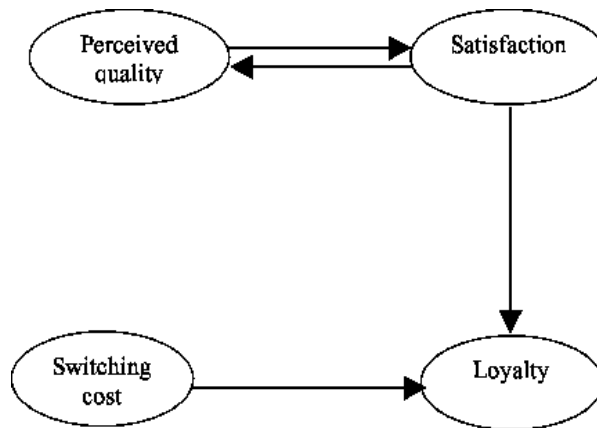 Perceived
quality
Satisfaction
Switching
cost
Loyalty